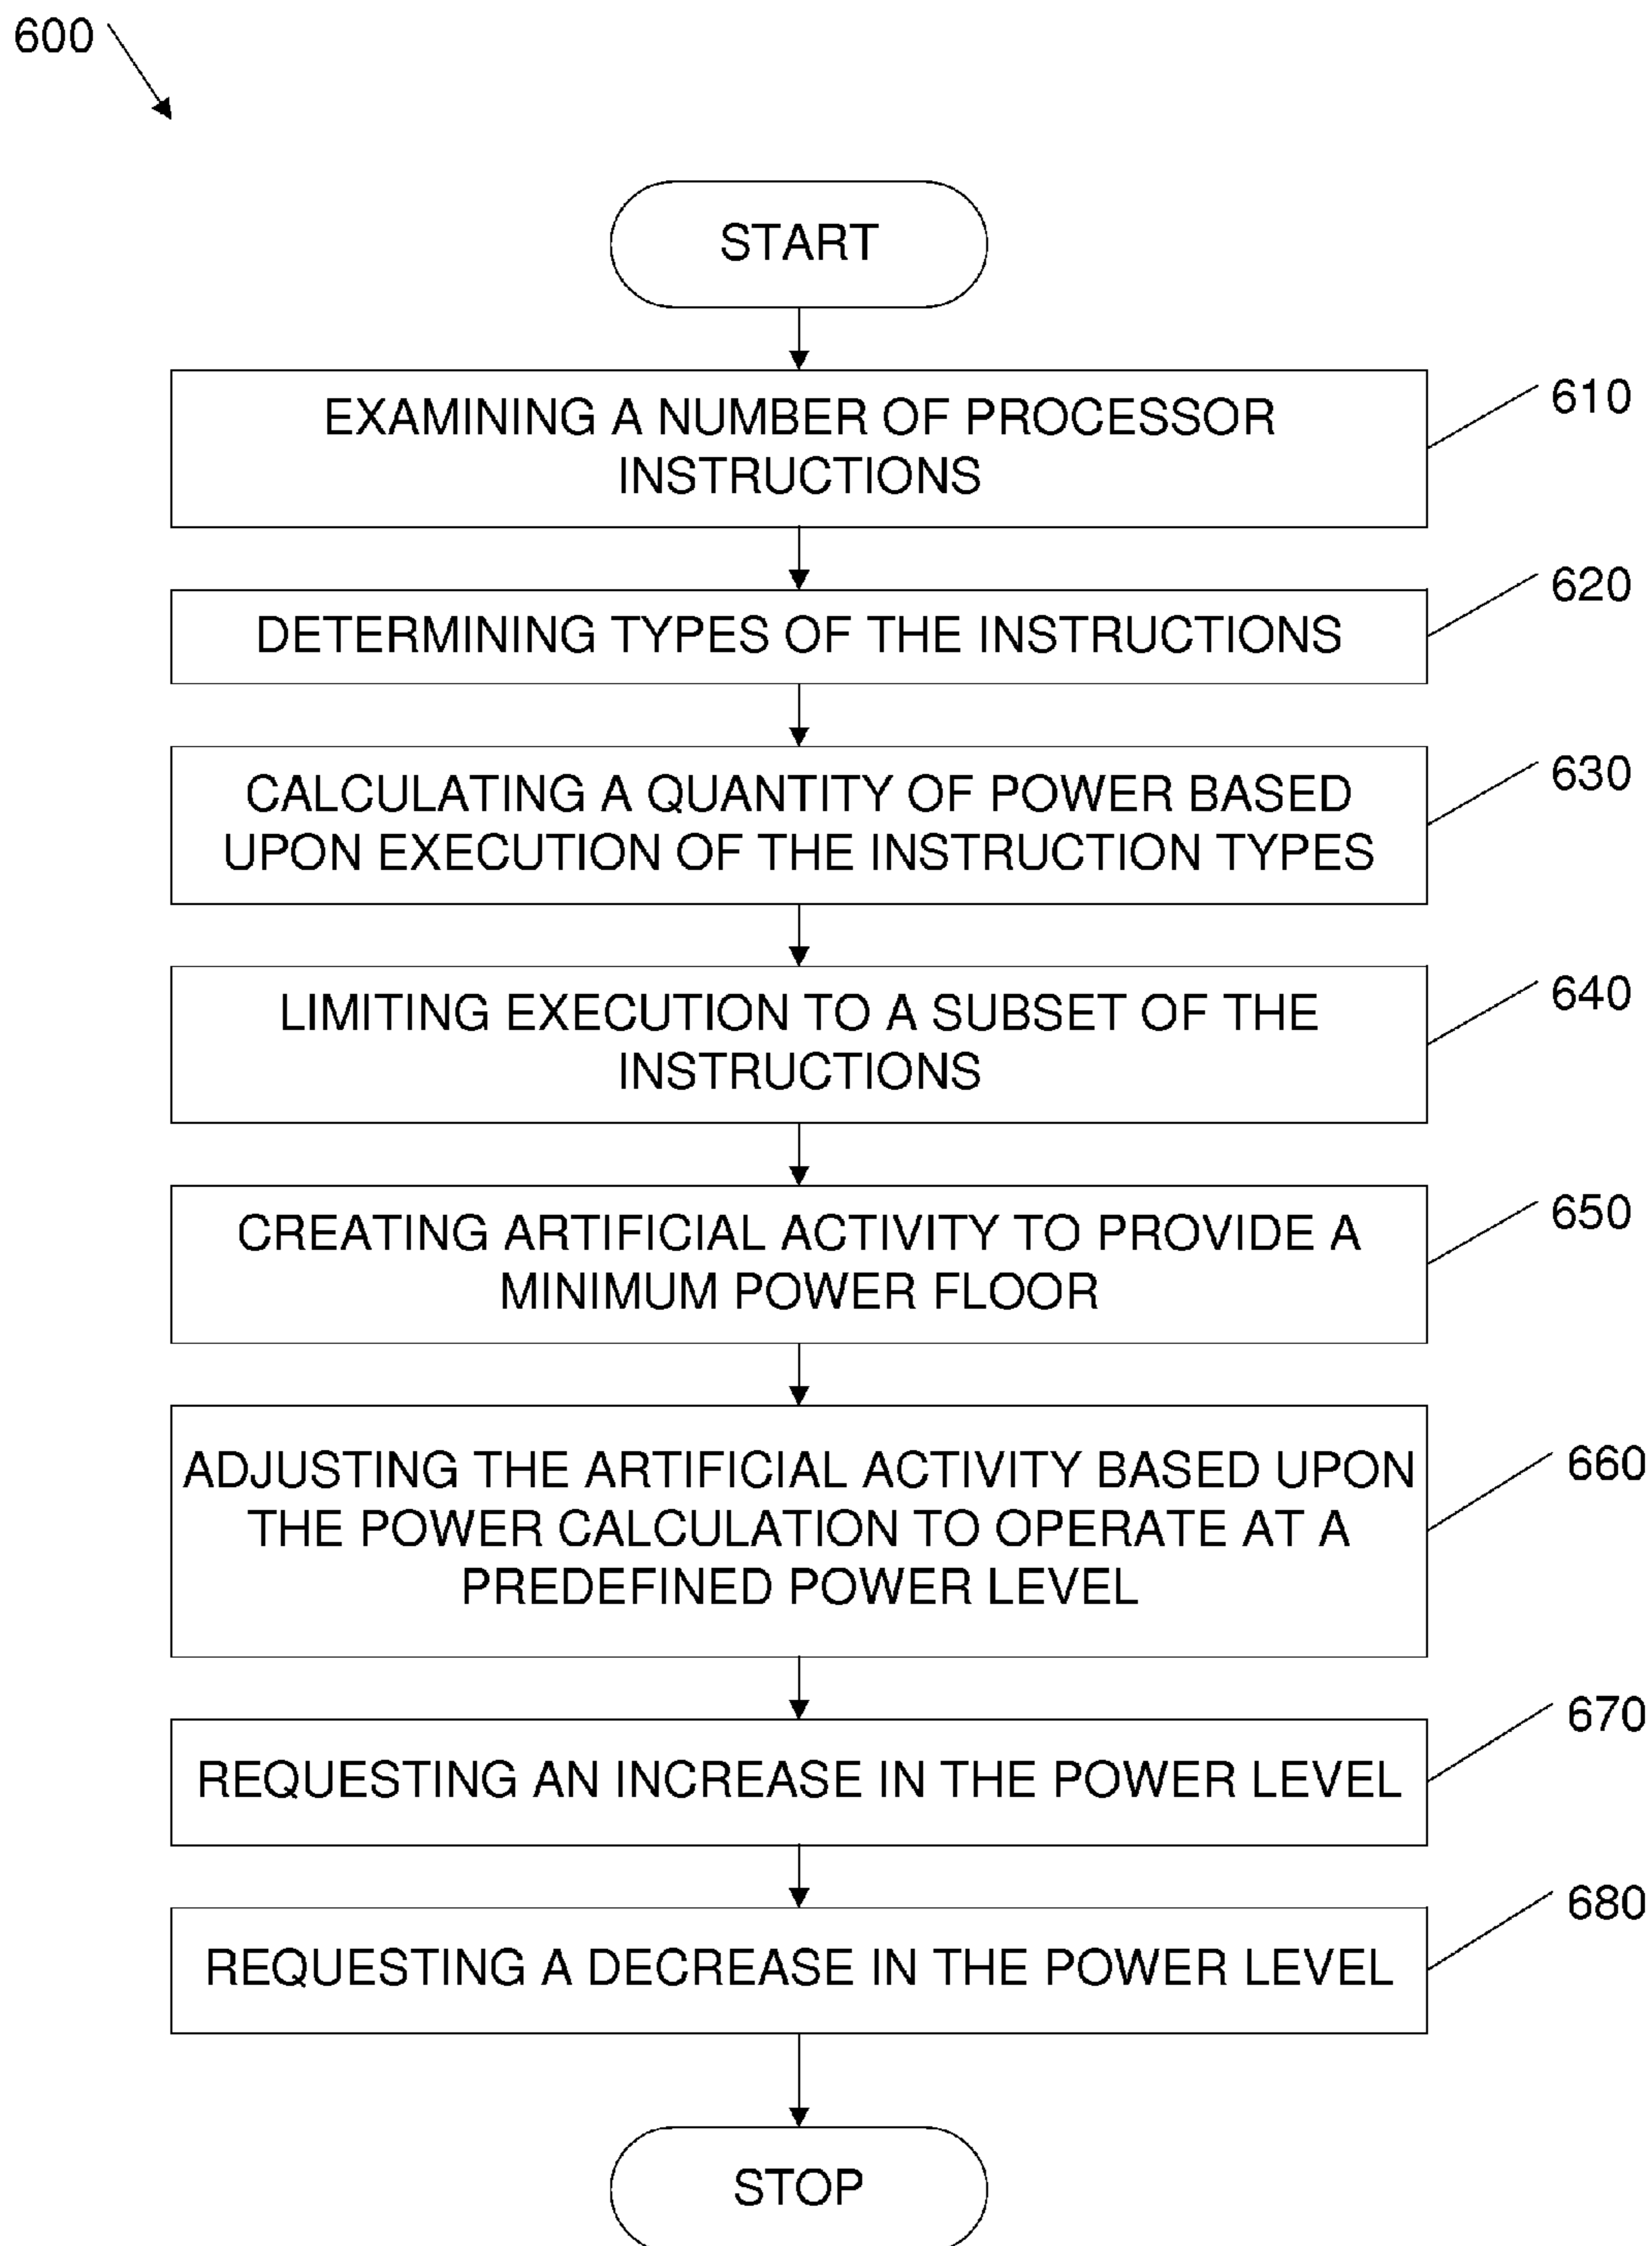 600
START
EXAMINING A NUMBER OF PROCESSOR
INSTRUCTIONS
610
DETERMINING TYPES OF THE INSTRUCTIONS
620
CALCULATING A QUANTITY OF POWER BASED
UPON EXECUTION OF THE INSTRUCTION TYPES
630
LIMITING EXECUTION TO A SUBSET OF THE
INSTRUCTIONS
640
CREATING ARTIFICIAL ACTIVITY TO PROVIDE A
MINIMUM POWER FLOOR
650
ADJUSTING THE ARTIFICIAL ACTIVITY BASED UPON
THE POWER CALCULATION TO OPERATE AT A
PREDEFINED POWER LEVEL
660
REQUESTING AN INCREASE IN THE POWER LEVEL
670
REQUESTING A DECREASE IN THE POWER LEVEL
680
STOP